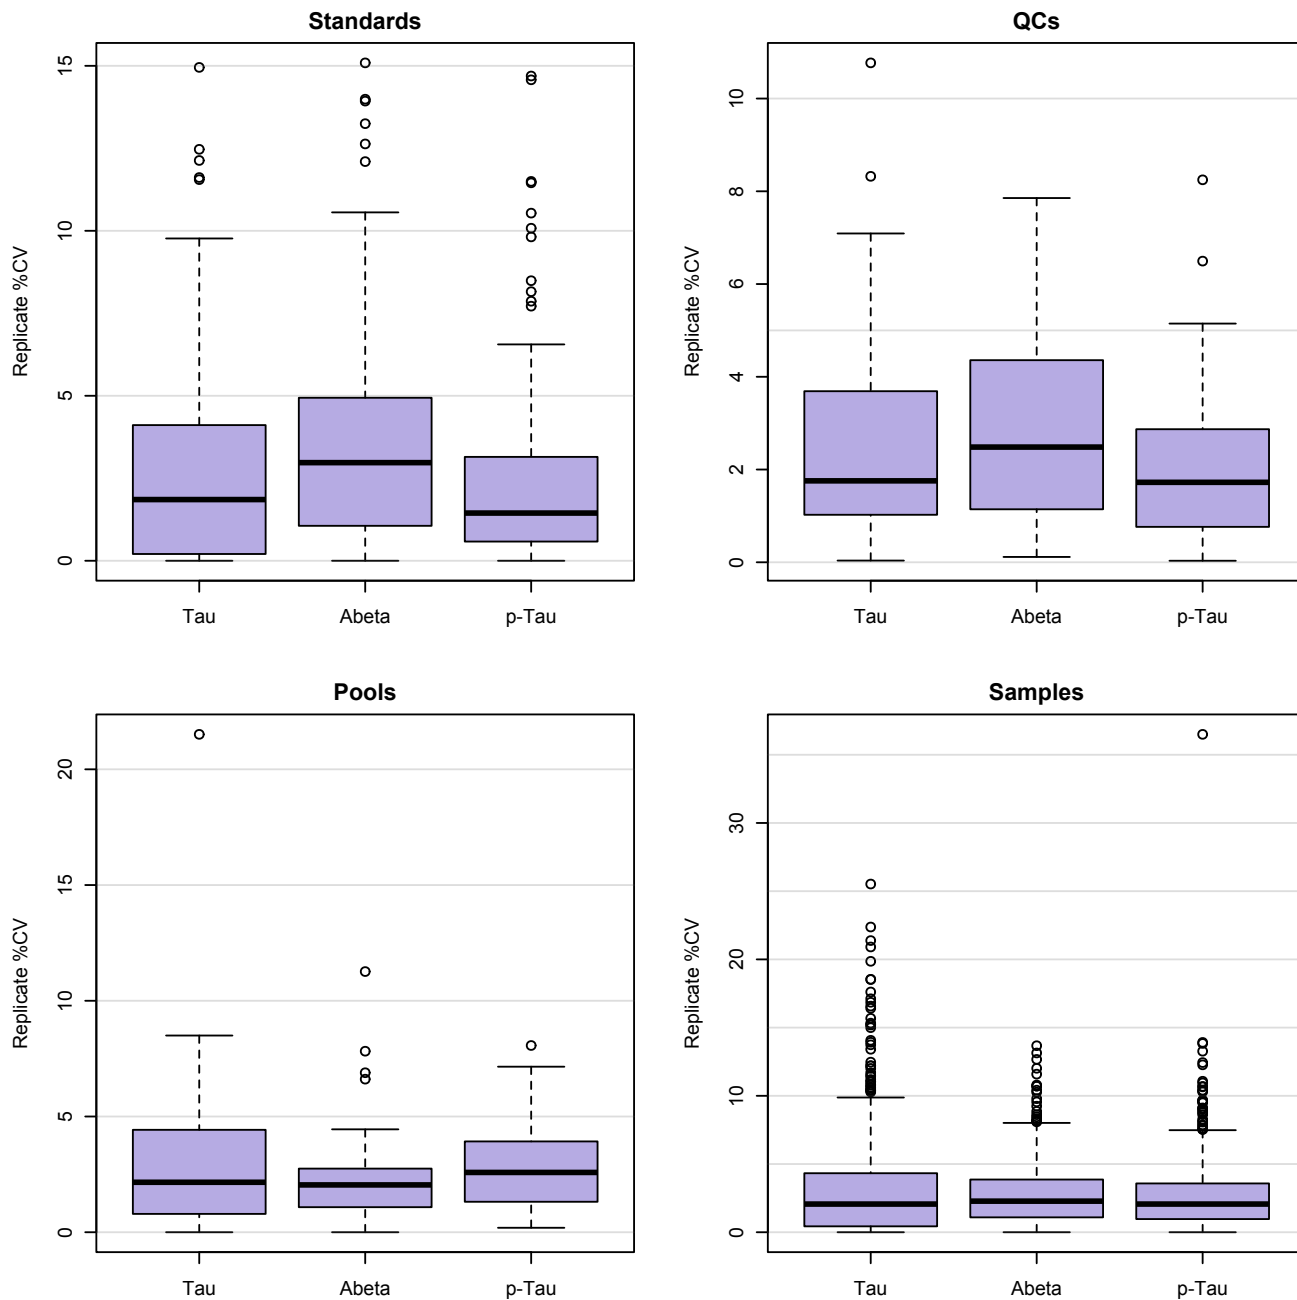 Standards
Replicate %CV
15
10
5
0
Tau Abeta p-Tau
QCs
Replicate %CV
10
8
6
4
2
0
Tau Abeta p-Tau
Pools
Replicate %CV
20
15
10
5
0
Tau Abeta p-Tau
Samples
Replicate %CV
30
20
10
0
Tau Abeta p-Tau